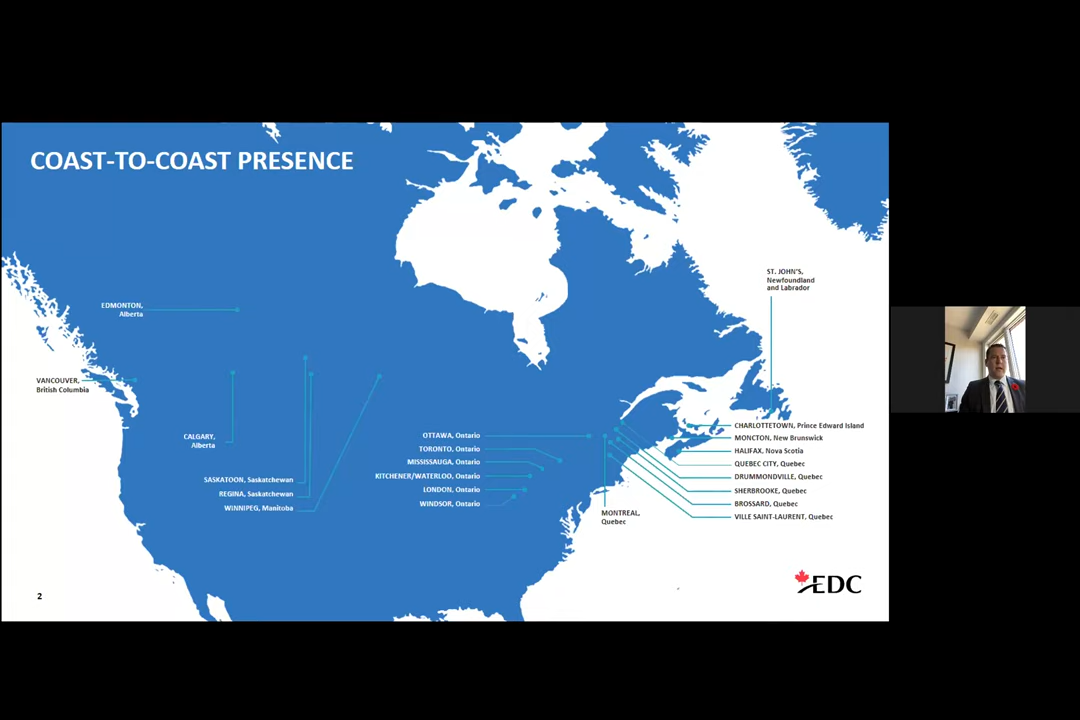 COAST-TO-COAST PRESENCE
ST. JOHN'S,
Newfoundland
and Labrador
EDMONTON,
Alberta
VANCOUVER,
British Columbia
CALGARY,
Alberta
SASKATOON, Saskatchewan
REGINA, Saskatchewan
WINNIPEG, Manitoba
OTTAWA, Ontario
TORONTO, Ontario
MISSISSAUGA, Ontario
KITCHENER/WATERLOO, Ontario
LONDON, Ontario
WINDSOR, Ontario
MONTREAL,
Quebec
CHARLOTTETOWN, Prince Edward Island
MONCTON, New Brunswick
HALIFAX, Nova Scotia
QUEBEC CITY, Quebec
DRUMMONDVILLE, Quebec
SHERBROOKE, Quebec
BROSSARD, Quebec
VILLE SAINT-LAURENT, Quebec
2
EDC